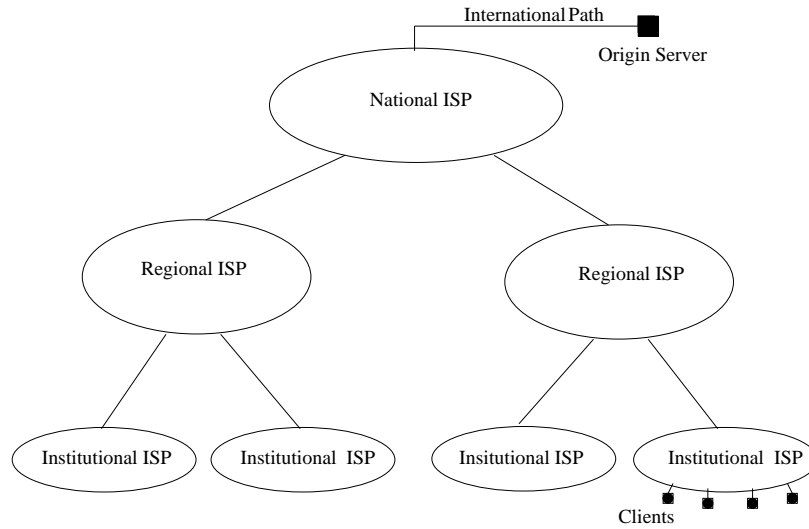 International Path
Origin Server
National ISP
Regional ISP
Regional ISP
Institutional ISP
Institutional ISP
Insitutional ISP
Institutional ISP
Clients